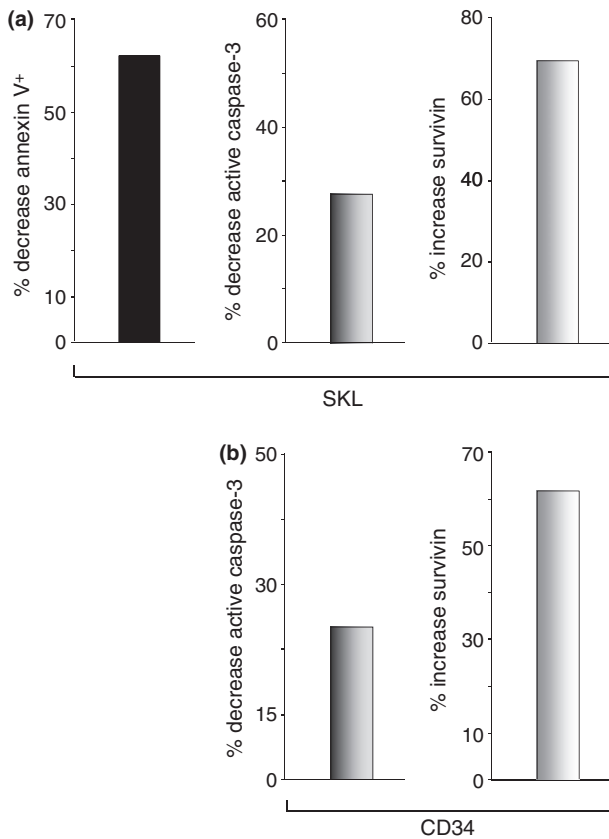 (a)
% decrease annexin V+
70
50
30
10
0
% decrease active caspase-3
60
40
20
0
% increase survivin
80
60
40
20
0
SKL
(b)
% decrease active caspase-3
50
30
15
0
% increase survivin
70
50
30
10
0
CD34